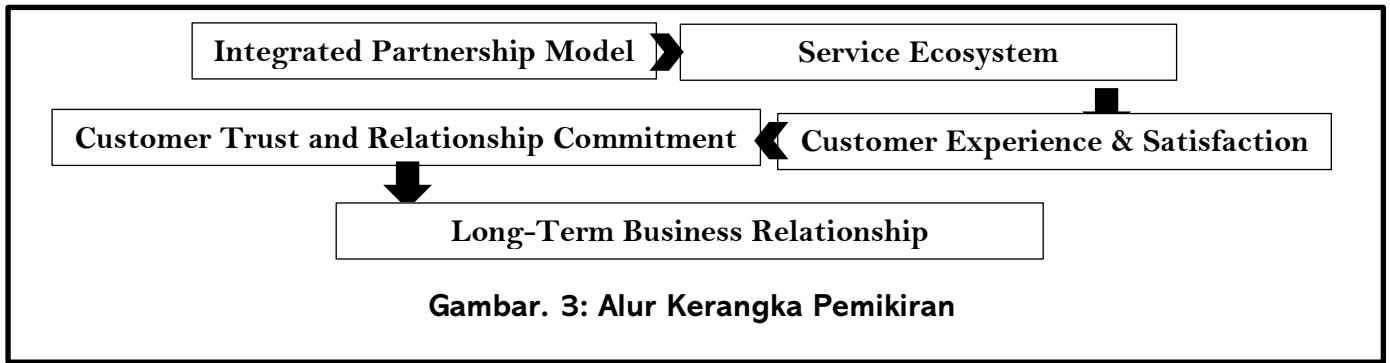 Integrated Partnership Model
Service Ecosystem
Customer Trust and Relationship Commitment
Customer Experience & Satisfaction
Long-Term Business Relationship
Gambar. 3: Alur Kerangka Pemikiran